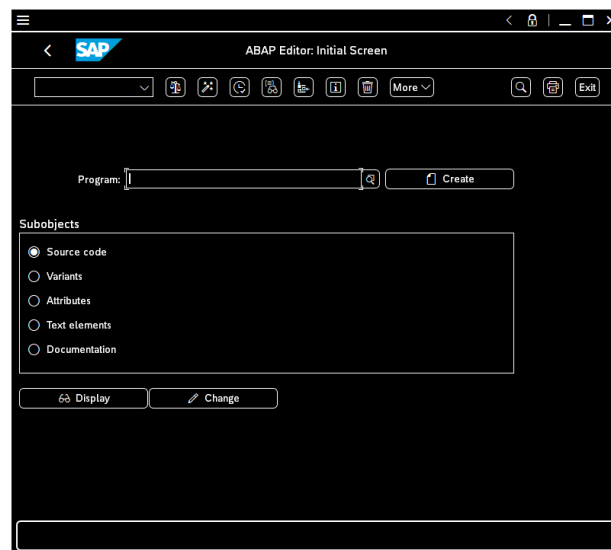 SAP
ABAP Editor: Initial Screen
More
Exit
Program:
Create
Subobjects
Source code
Variants
Attributes
Text elements
Documentation
Display
Change